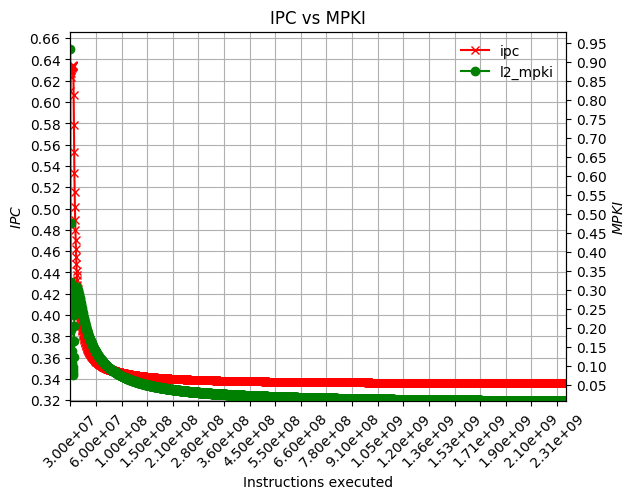 IPC vs MPKI
0.66
0.64
0.62
0.60
0.58
0.56
0.54
0.52
0.50
0.48
0.46
0.44
0.42
0.40
0.38
0.36
0.34
0.32
IPC
ipc
l2_mpki
0.95
0.90
0.85
0.80
0.75
0.70
0.65
0.60
0.55
0.50
0.45
0.40
0.35
0.30
0.25
0.20
0.15
0.10
0.05
MPKI
3.00e+07
6.00e+07
1.00e+08
1.50e+08
2.10e+08
2.80e+08
3.60e+08
4.50e+08
5.50e+08
6.60e+08
7.80e+08
9.10e+08
1.05e+09
1.20e+09
1.36e+09
1.53e+09
1.71e+09
1.90e+09
2.10e+09
2.31e+09
Instructions executed